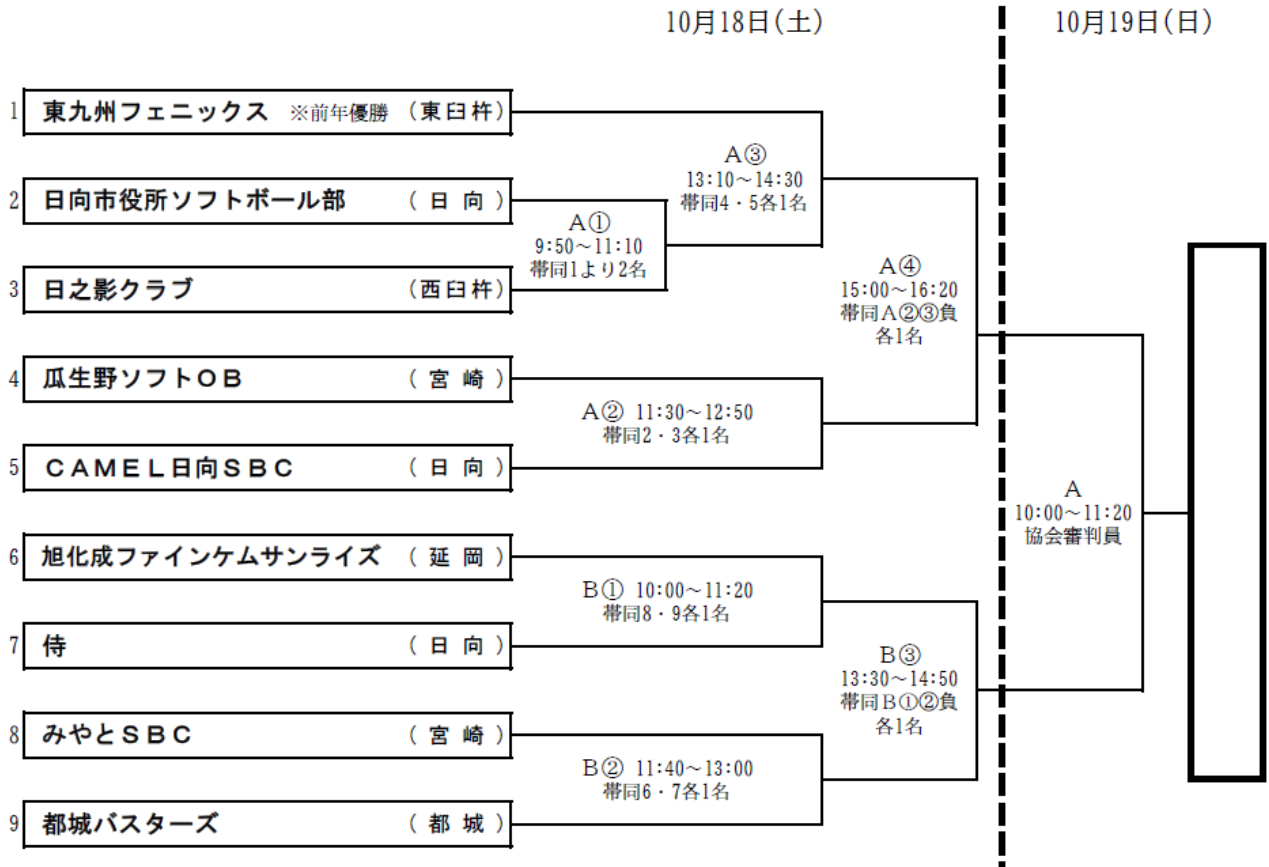 10月18日(土)
10月19日(日)
1 東九州フェニックス ※前年優勝 (東臼杵)
2 日向市役所ソフトボール部 (日向)
3 日之影クラブ (西臼杵)
4 瓜生野ソフトOB (宮崎)
5 CAMEL日向SBC (日向)
6 旭化成ファインケムサンライズ (延岡)
7 侍 (日向)
8 みやとSBC (宮崎)
9 都城バスターズ (都城)
A①
9:50～11:10
帯同1より2名
A③
13:10～14:30
帯同4・5各1名
A② 11:30～12:50
帯同2・3各1名
B① 10:00～11:20
帯同8・9各1名
B② 11:40～13:00
帯同6・7各1名
A④
15:00～16:20
帯同A②③負
各1名
B③
13:30～14:50
帯同B①②負
各1名
A
10:00～11:20
協会審判員